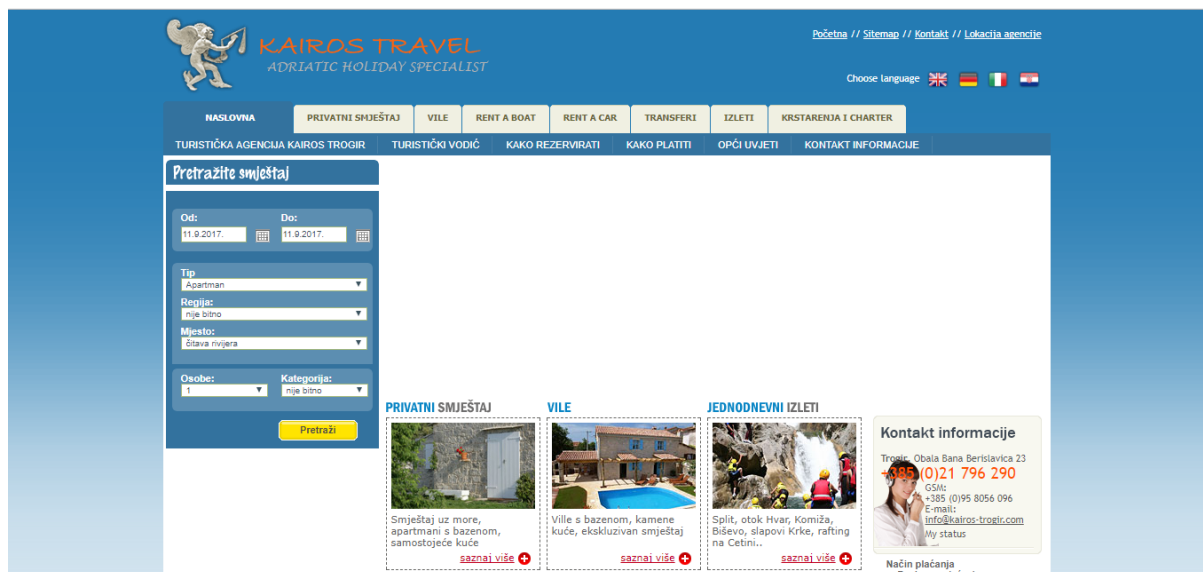 KAIROS TRAVEL
ADRIATIC HOLIDAY SPECIALIST
Početna // Sitemap // Kontakt // Lokacija agencije
Choose language
NASLOVNA PRIVATNI SMJEŠTAJ VILE RENT A BOAT RENT A CAR TRANSFERI IZLETI KRSTARENJA I CHARTER
TURISTIČKA AGENCIJA KAIROS TROGIR TURISTIČKI VODIČ KAKO REZERVIRATI KAKO PLATITI OPĆI UVJETI KONTAKT INFORMACIJE
Pretražite smještaj
Od: Do:
11.9.2017. 11.9.2017.
Tip
Apartman
Regija:
nije bitno
Mjesto:
čitava rivijera
Osobe: Kategorija:
1 nije bitno
Pretraži
PRIVATNI SMJEŠTAJ
Smještaj uz more,
apartmani s bazenom,
samostojeće kuće
saznaj više
VILE
Ville s bazenom, kamene
kuće, ekskluzivan smještaj
saznaj više
JEDNODNEVNI IZLETI
Split, otok Hvar, Komiža,
Biševo, slapovi Krke, rafting
na Cetini..
saznaj više
Kontakt informacije
Trogir, Obala Bana Berislavica 23
+385 (0)21 796 290
GSM:
+385 (0)95 8056 096
E-mail:
info@kairos-trogir.com
My status
Način plaćanja